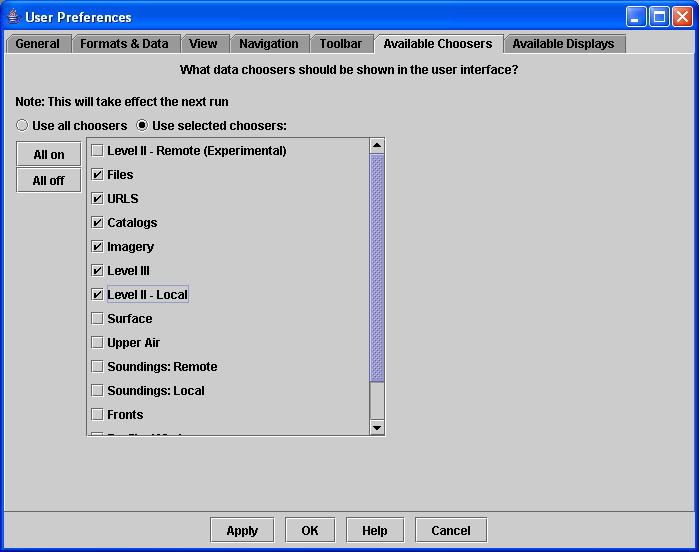 User Preferences
General Formats & Data View Navigation Toolbar Available Choosers Available Displays
What data choosers should be shown in the user interface?
Note: This will take effect the next run
Use all choosers Use selected choosers:
All on
All off
Level II - Remote (Experimental)
Files
URLS
Catalogs
Imagery
Level III
Level II - Local
Surface
Upper Air
Soundings: Remote
Soundings: Local
Fronts
Apply OK Help Cancel